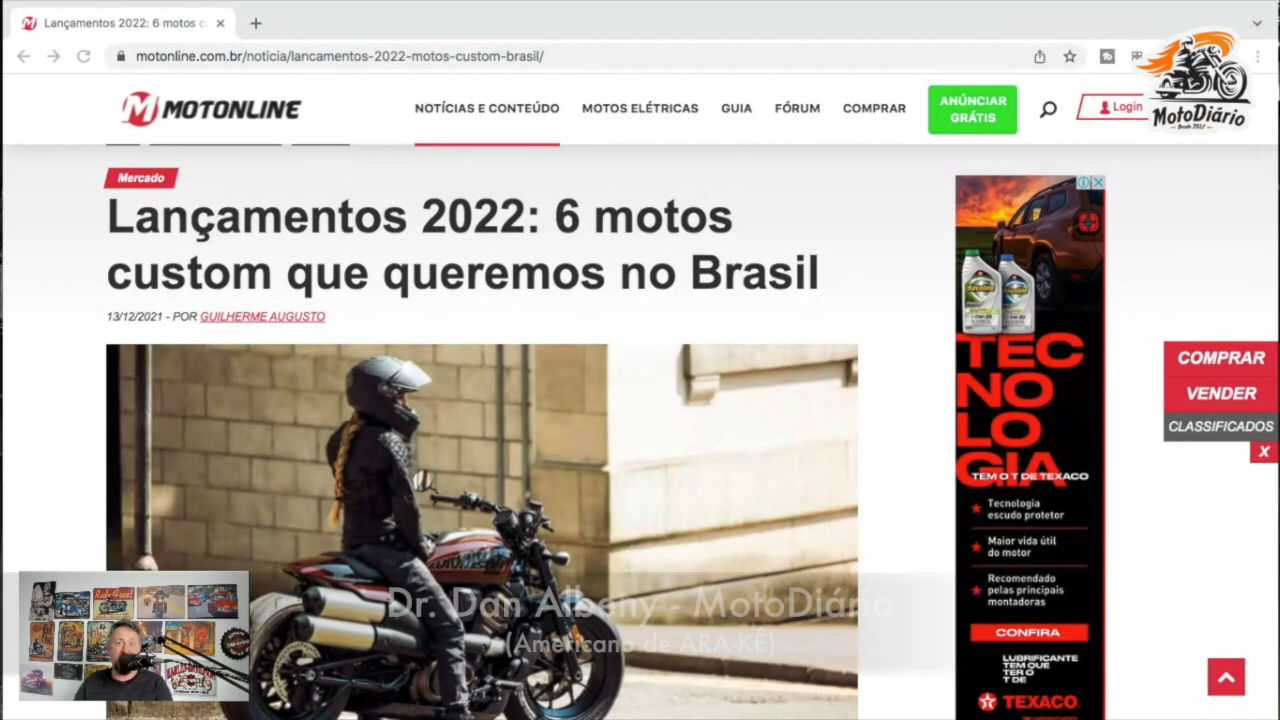 Lançamentos 2022: 6 motos c
motonline.com.br/noticia/lancamentos-2022-motos-custom-brasil/
MotoDiário
Desde 2017
MOTONLINE
NOTÍCIAS E CONTEÚDO
MOTOS ELÉTRICAS
GUIA
FÓRUM
COMPRAR
ANÚNCIAR
GRÁTIS
Login
Mercado
Lançamentos 2022: 6 motos
custom que queremos no Brasil
13/12/2021 - POR GUILHERME AUGUSTO
Havoline
TEC
NO
LO
GIA
TEM O T DE TEXACO
Tecnologia
escudo protetor
Maior vida útil
do motor
Recomendado
pelas principais
montadoras
CONFIRA
LUBRIFICANTE
TEM QUE
TER O
T DE
TEXACO
COMPRAR
VENDER
CLASSIFICADOS
X
Dr. Dan Albeny - MotoDiário
(Americano de ARA-KÊ)